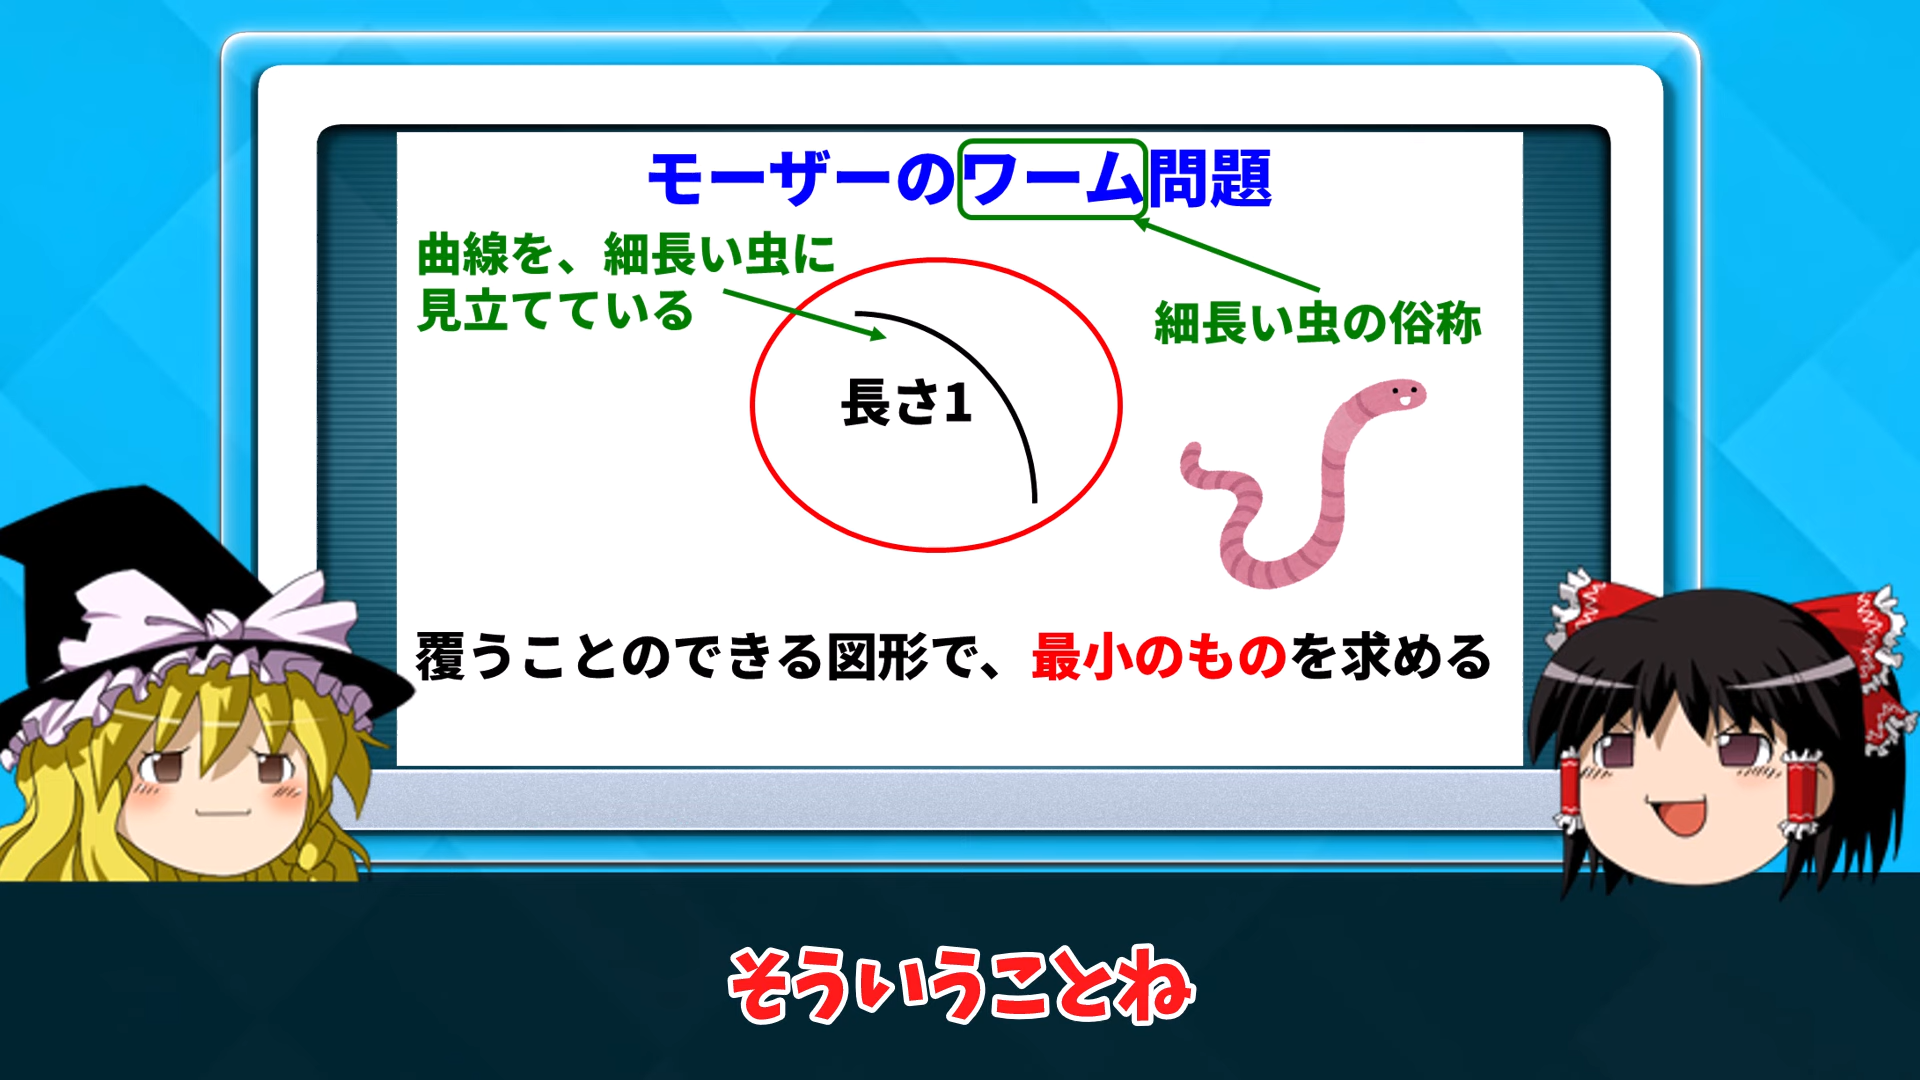 モーザーのワーム問題
曲線を、細長い虫に
見立てている
細長い虫の俗称
長さ1
覆うことのできる図形で、最小のものを求める
そういうことね